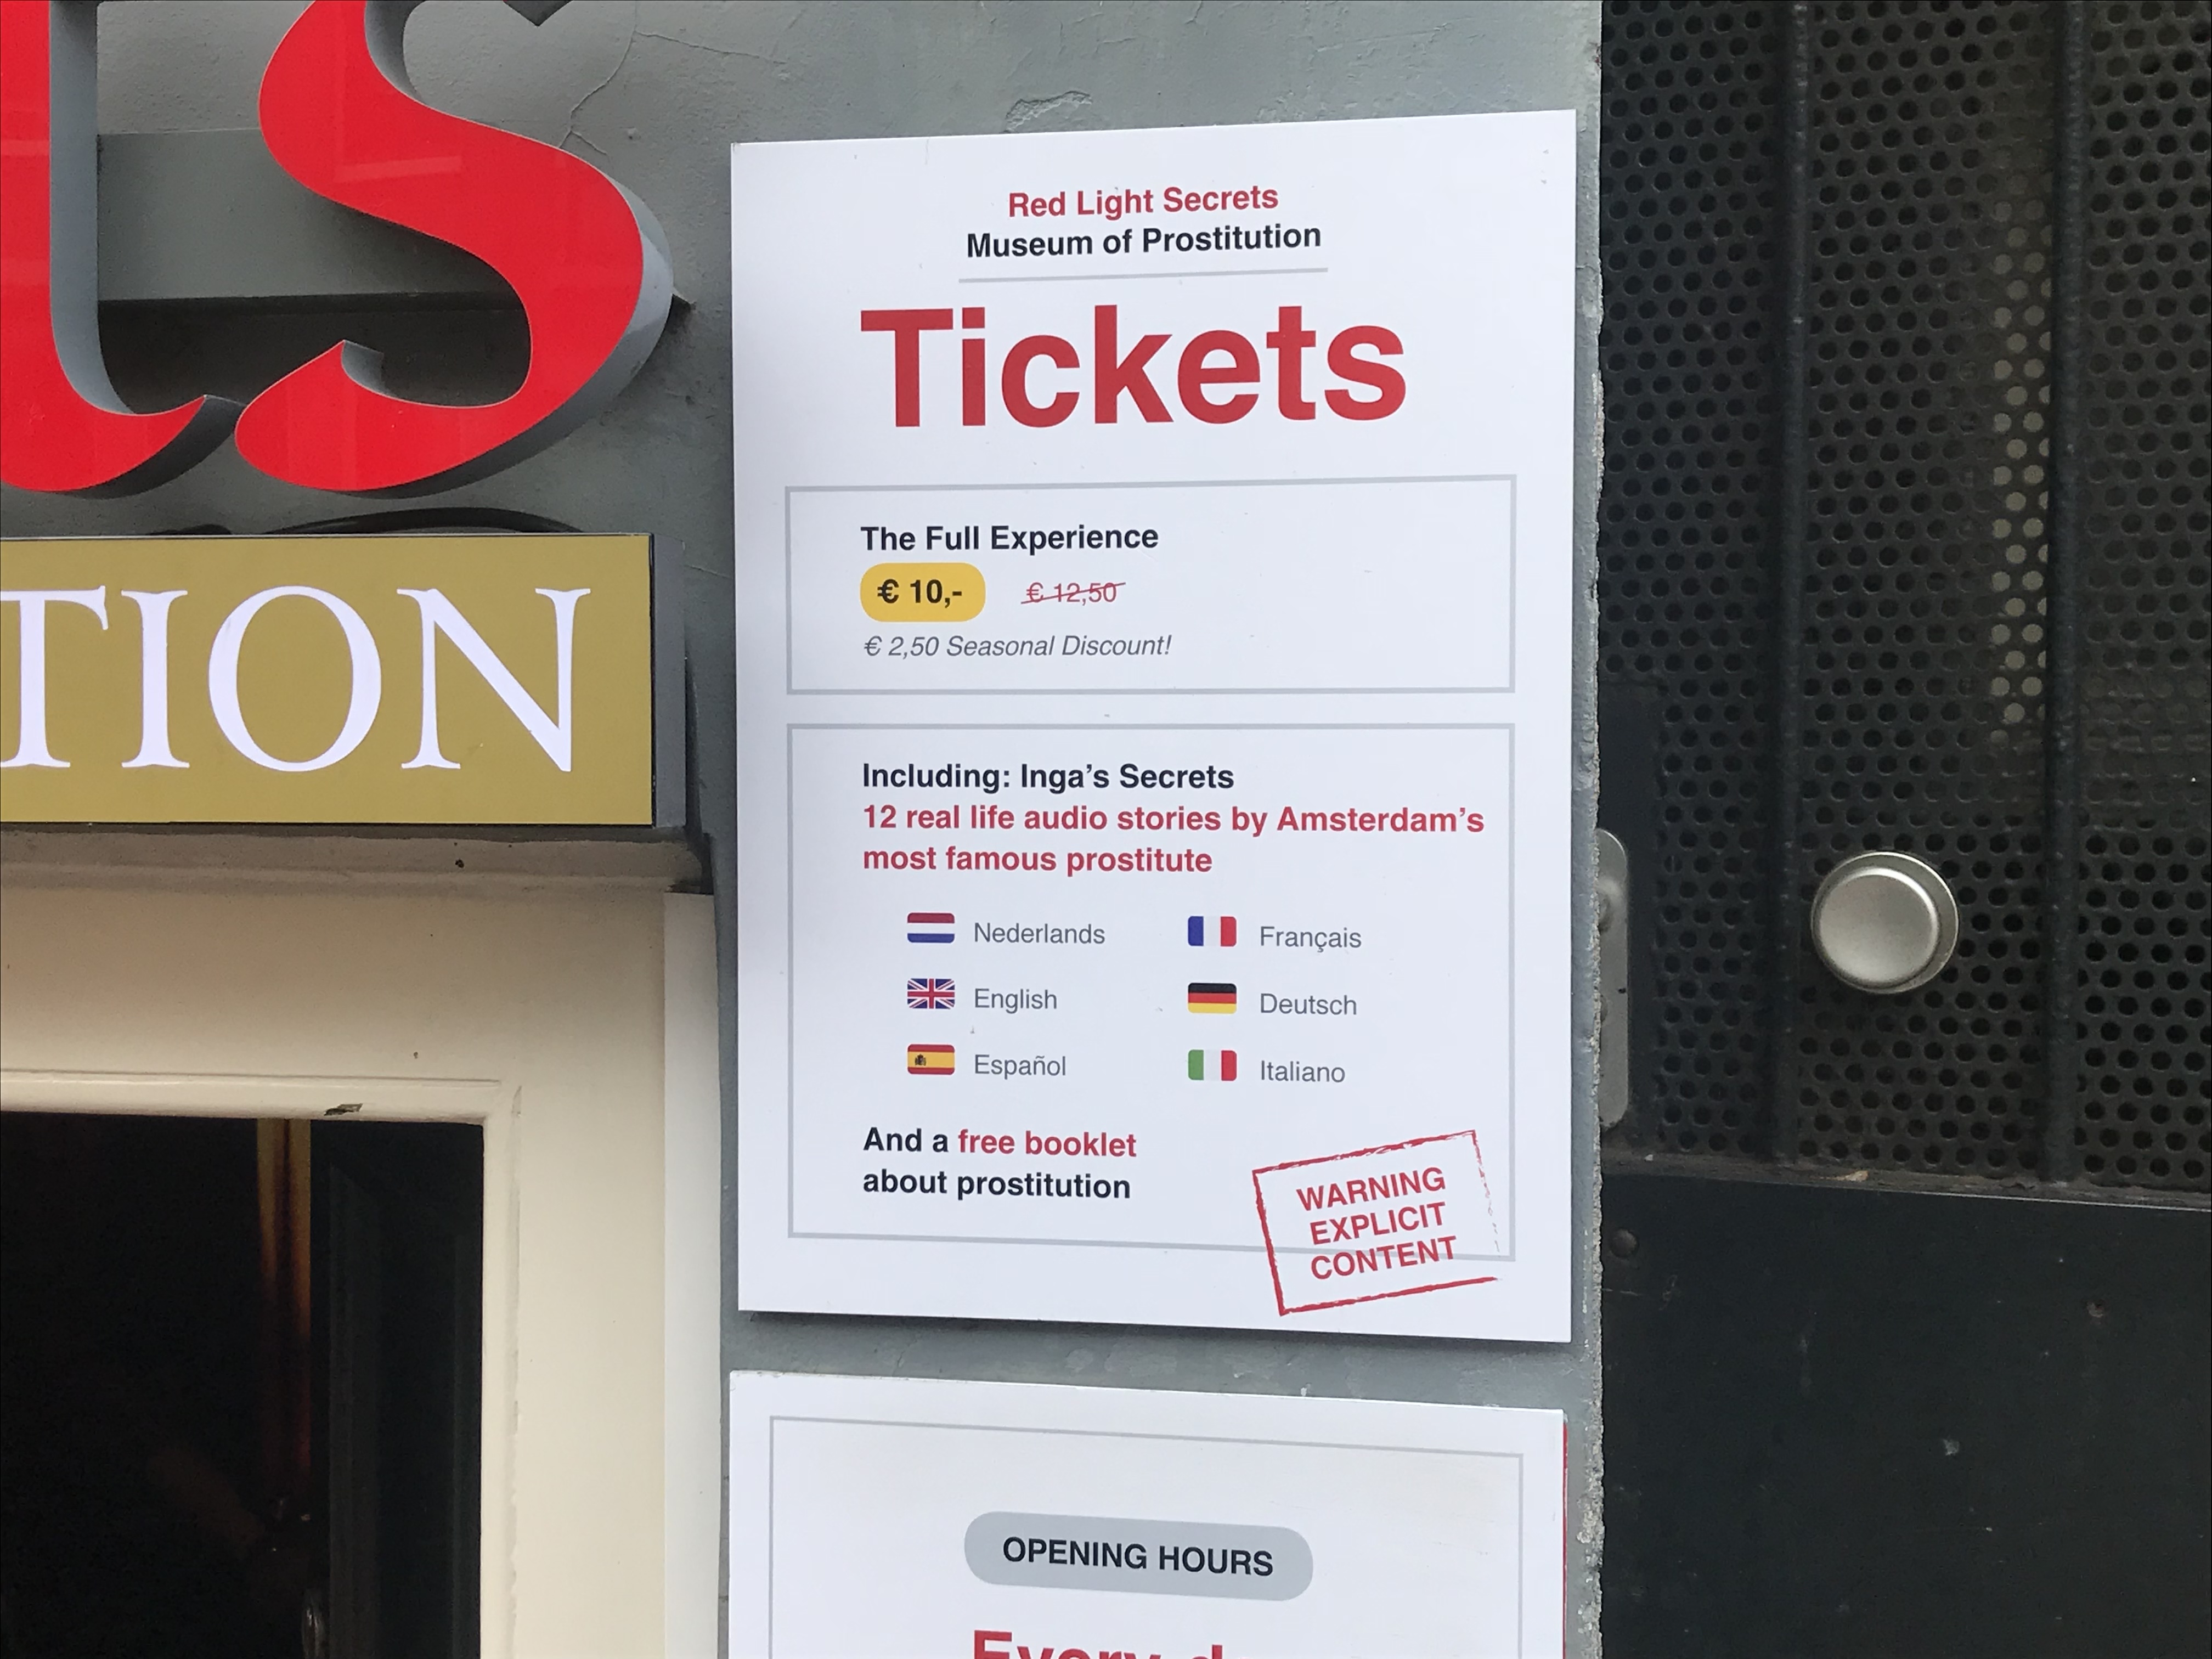 TION
Red Light Secrets
Museum of Prostitution
Tickets
The Full Experience
€ 10,-  € 12,50
€ 2,50 Seasonal Discount!
Including: Inga's Secrets
12 real life audio stories by Amsterdam's
most famous prostitute
Nederlands  Français
English  Deutsch
Español  Italiano
And a free booklet
about prostitution
WARNING
EXPLICIT
CONTENT
OPENING HOURS
Every